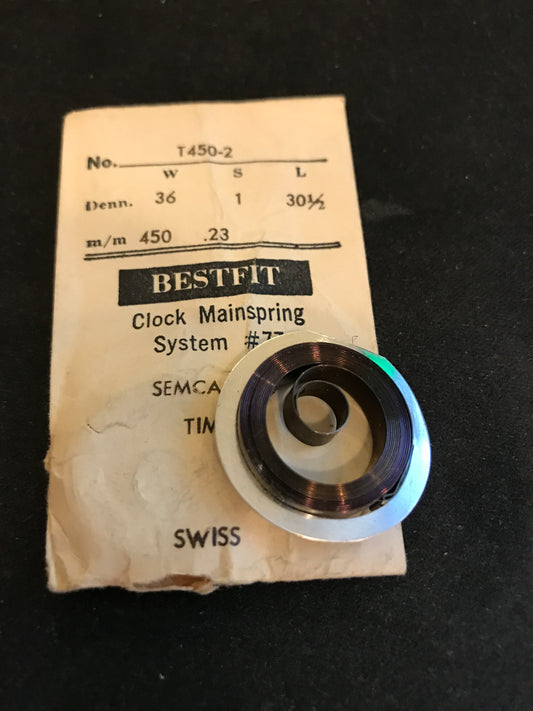 No. T450-2
W S L
Denn. 36 1 30½
m/m 450 .23
BESTFIT
Clock Mainspring
System
SWISS